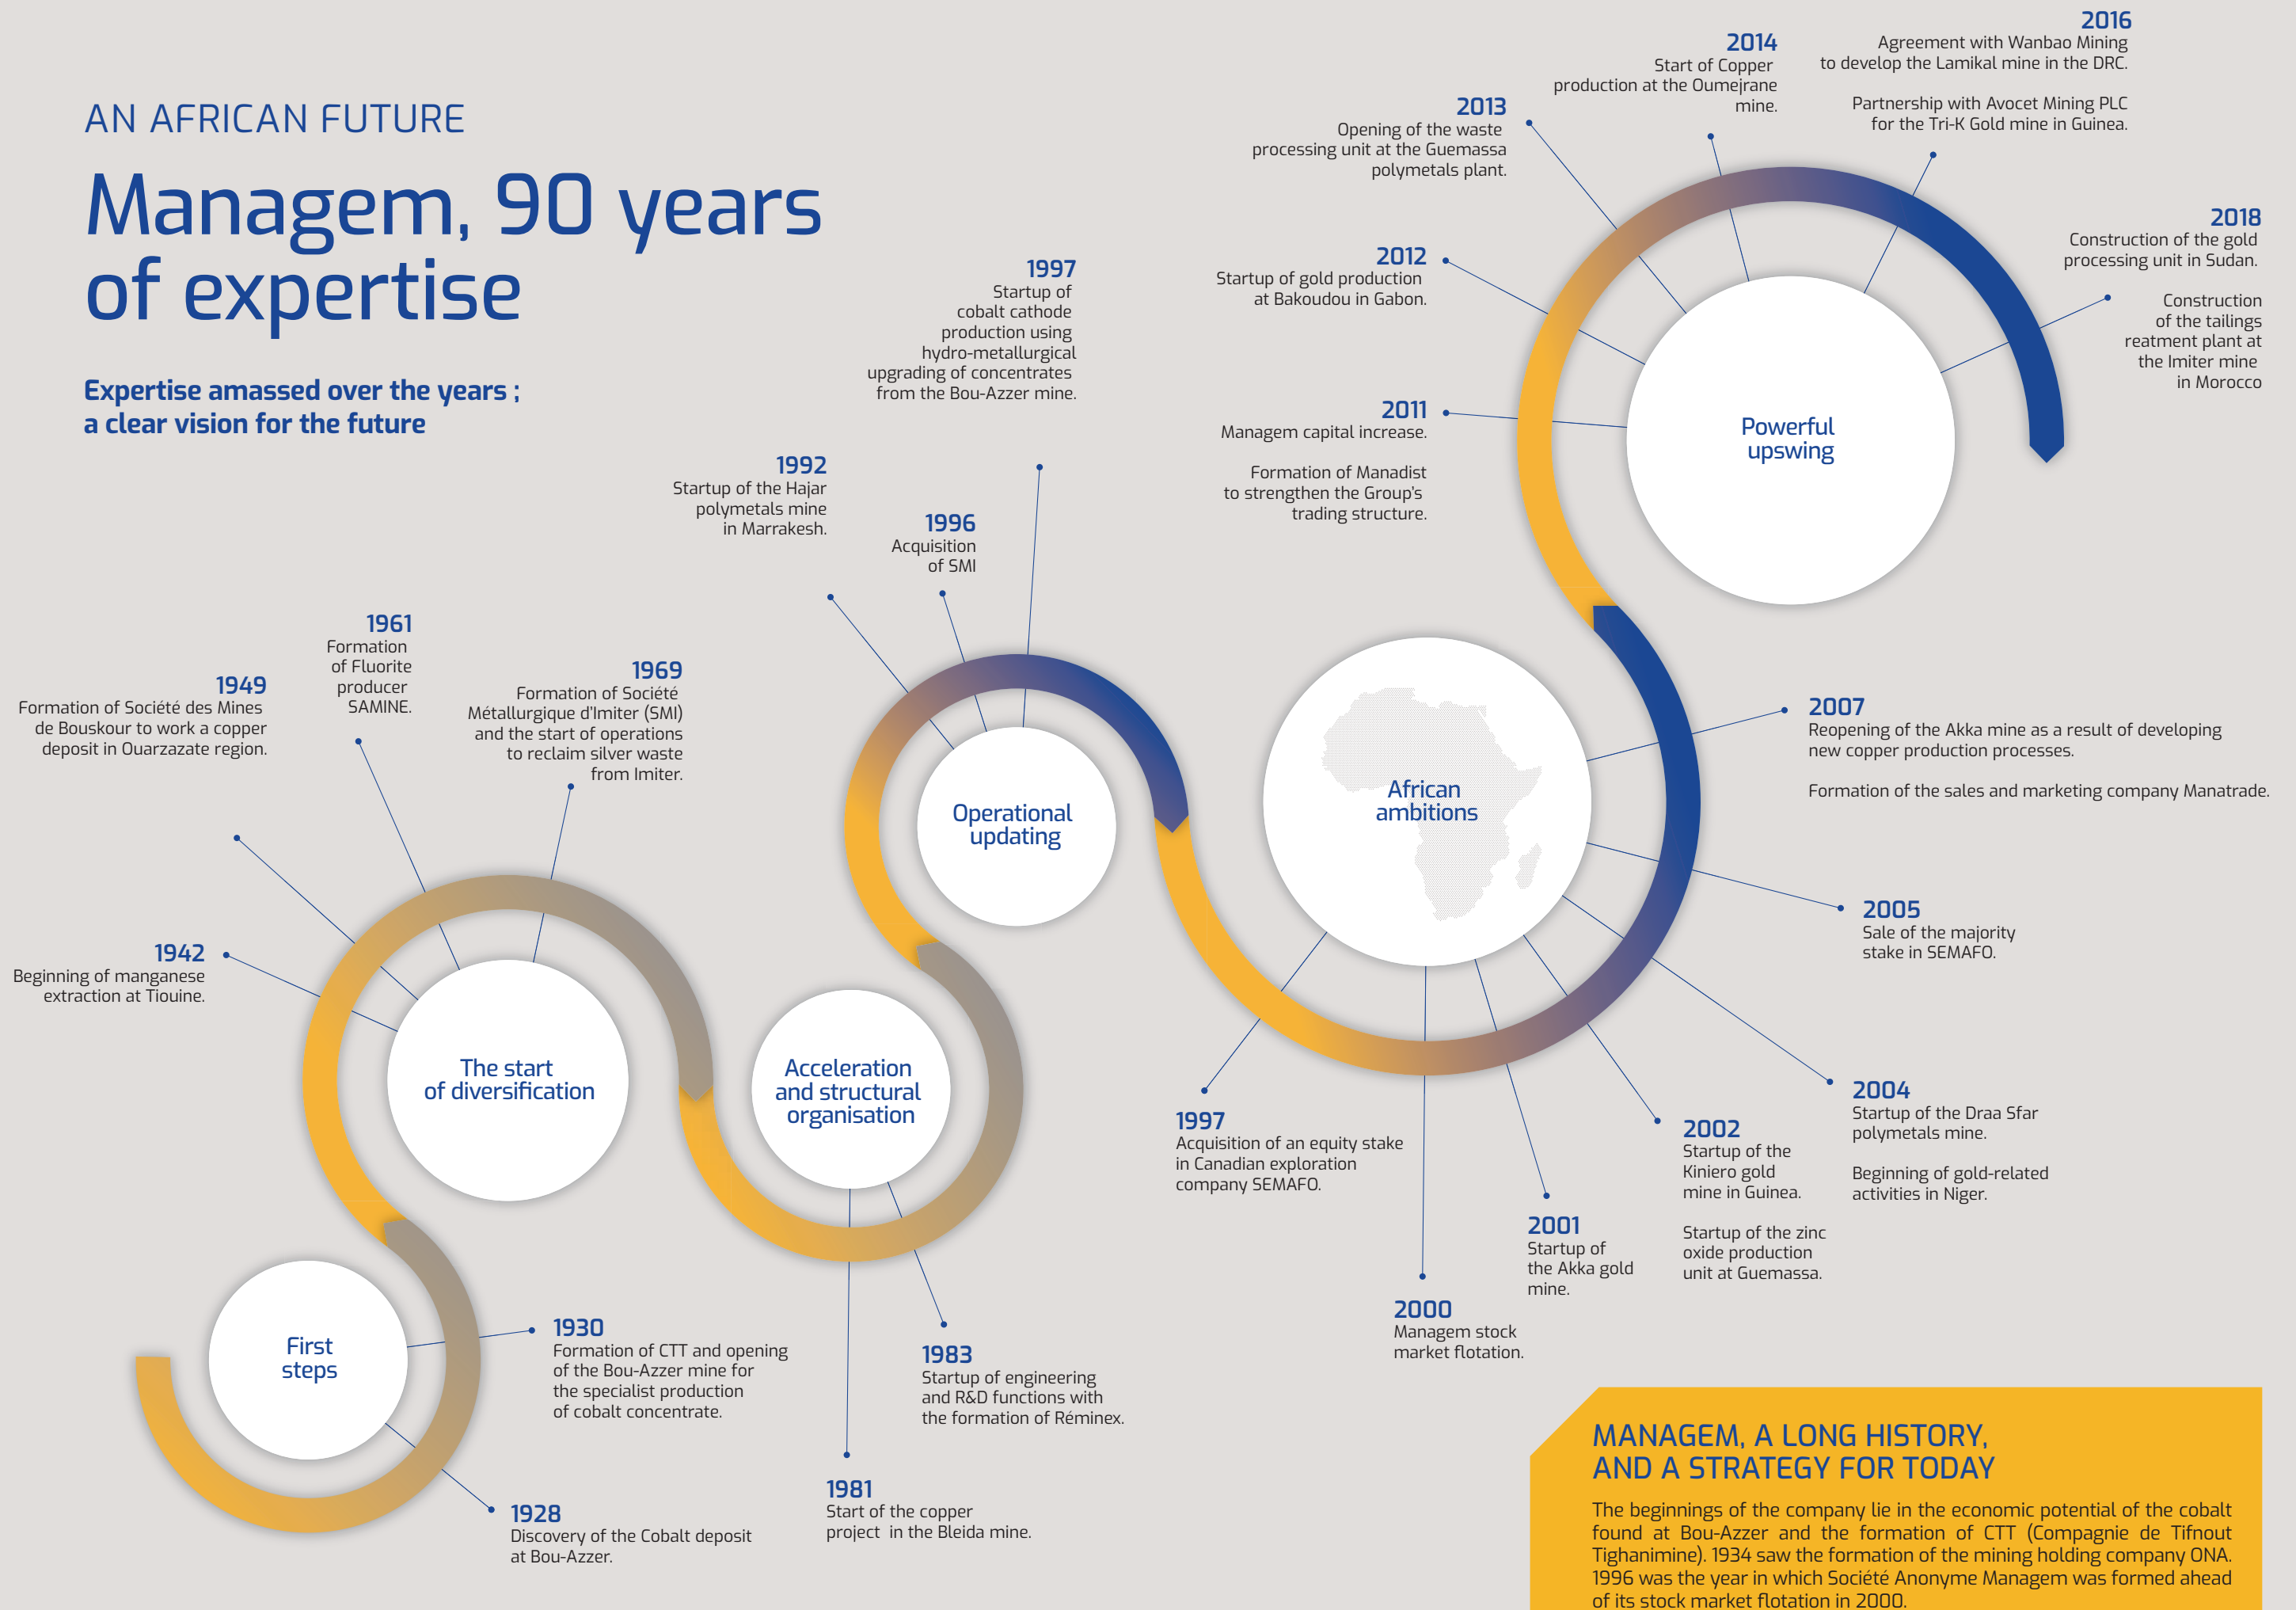 AN AFRICAN FUTURE
Managem, 90 years
of expertise
Expertise amassed over the years ;
a clear vision for the future
First
steps
1928
Discovery of the Cobalt deposit
at Bou-Azzer.
1930
Formation of CTT and opening
of the Bou-Azzer mine for
the specialist production
of cobalt concentrate.
The start
of diversification
1942
Beginning of manganese
extraction at Tiouine.
1949
Formation of Société des Mines
de Bouskour to work a copper
deposit in Ouarzazate region.
1961
Formation
of Fluorite
producer
SAMINE.
1969
Formation of Société
Métallurgique d'Imiter (SMI)
and the start of operations
to reclaim silver waste
from Imiter.
Acceleration
and structural
organisation
1981
Start of the copper
project in the Bleida mine.
1983
Startup of engineering
and R&D functions with
the formation of Réminex.
Operational
updating
1992
Startup of the Hajar
polymetals mine
in Marrakesh.
1996
Acquisition
of SMI
1997
Startup of
cobalt cathode
production using
hydro-metallurgical
upgrading of concentrates
from the Bou-Azzer mine.
African
ambitions
1997
Acquisition of an equity stake
in Canadian exploration
company SEMAFO.
2000
Managem stock
market flotation.
2001
Startup of
the Akka gold
mine.
2002
Startup of the
Kiniero gold
mine in Guinea.
Startup of the zinc
oxide production
unit at Guemassa.
2004
Startup of the Draa Sfar
polymetals mine.
Beginning of gold-related
activities in Niger.
2005
Sale of the majority
stake in SEMAFO.
2007
Reopening of the Akka mine as a result of developing
new copper production processes.
Formation of the sales and marketing company Manatrade.
Powerful
upswing
2011
Managem capital increase.
Formation of Manadist
to strengthen the Group's
trading structure.
2012
Startup of gold production
at Bakoudou in Gabon.
2013
Opening of the waste
processing unit at the Guemassa
polymetals plant.
2014
Start of Copper
production at the Oumejrane
mine.
2016
Agreement with Wanbao Mining
to develop the Lamikal mine in the DRC.
Partnership with Avocet Mining PLC
for the Tri-K Gold mine in Guinea.
2018
Construction of the gold
processing unit in Sudan.
Construction
of the tailings
reatment plant at
the Imiter mine
in Morocco
MANAGEM, A LONG HISTORY,
AND A STRATEGY FOR TODAY
The beginnings of the company lie in the economic potential of the cobalt
found at Bou-Azzer and the formation of CTT (Compagnie de Tifnout
Tighanimine). 1934 saw the formation of the mining holding company ONA.
1996 was the year in which Société Anonyme Managem was formed ahead
of its stock market flotation in 2000.